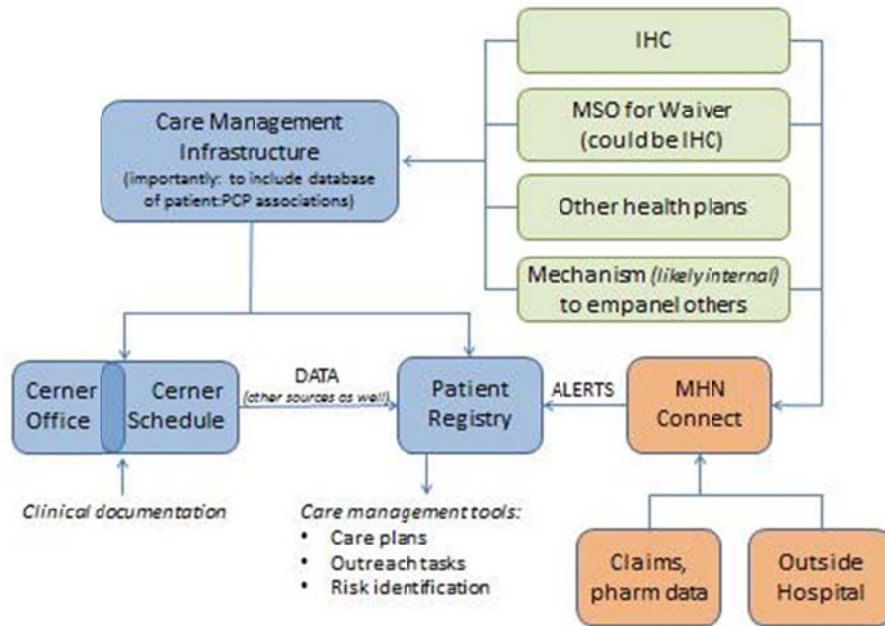 IHC
Care Management
Infrastructure
(importantly: to include database
of patient:PCP associations)
MSO for Waiver
(could be IHC)
Other health plans
Mechanism (likely internal)
to empanel others
Cerner
Office
Cerner
Schedule
DATA
(other sources as well)
Patient
Registry
ALERTS
MHN
Connect
Clinical documentation
Care management tools:
• Care plans
• Outreach tasks
• Risk identification
Claims,
pharm data
Outside
Hospital